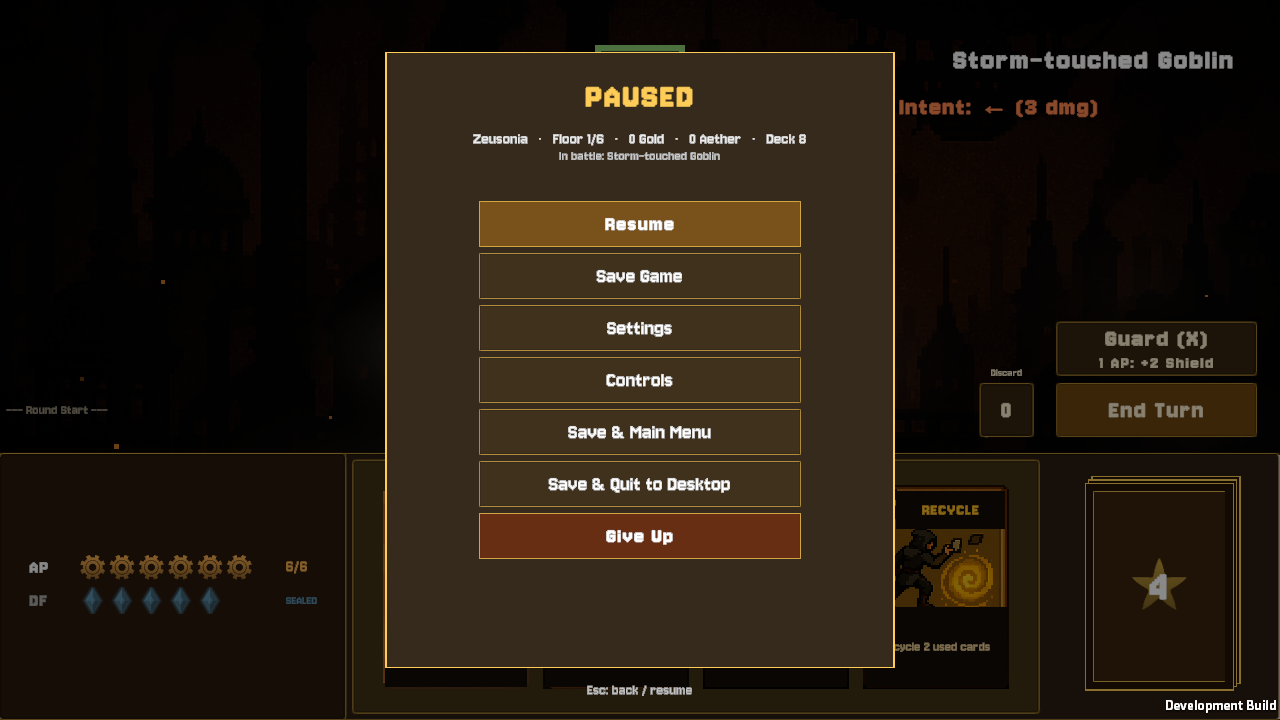 Storm-touched Goblin
Intent: ← (3 dmg)
PAUSED
Zeusonia · Floor 1/6 · 0 Gold · 0 Aether · Deck 8
In battle: Storm-touched Goblin
Resume
Save Game
Settings
Controls
Save & Main Menu
Save & Quit to Desktop
Give Up
Guard (X)
1 AP: +2 Shield
Discard
0
End Turn
── Round Start ──
AP 6/6
DF SEALED
RECYCLE
cycle 2 used cards
4
Esc: back / resume
Development Build